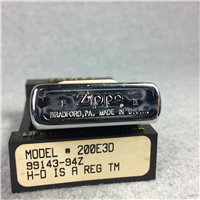 Zippo
BRADFORD, PA. MADE IN U.S.A.
MODEL # 200E3D
99143-94Z
H-D IS A REG TM